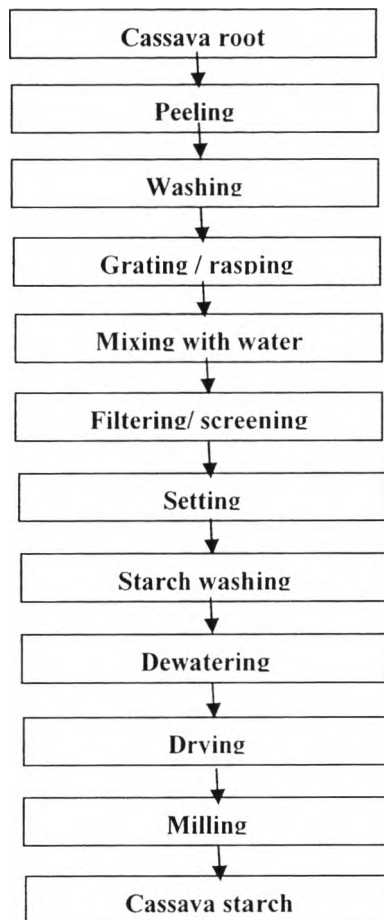 Cassava root
Peeling
Washing
Grating / rasping
Mixing with water
Filtering/ screening
Setting
Starch washing
Dewatering
Drying
Milling
Cassava starch